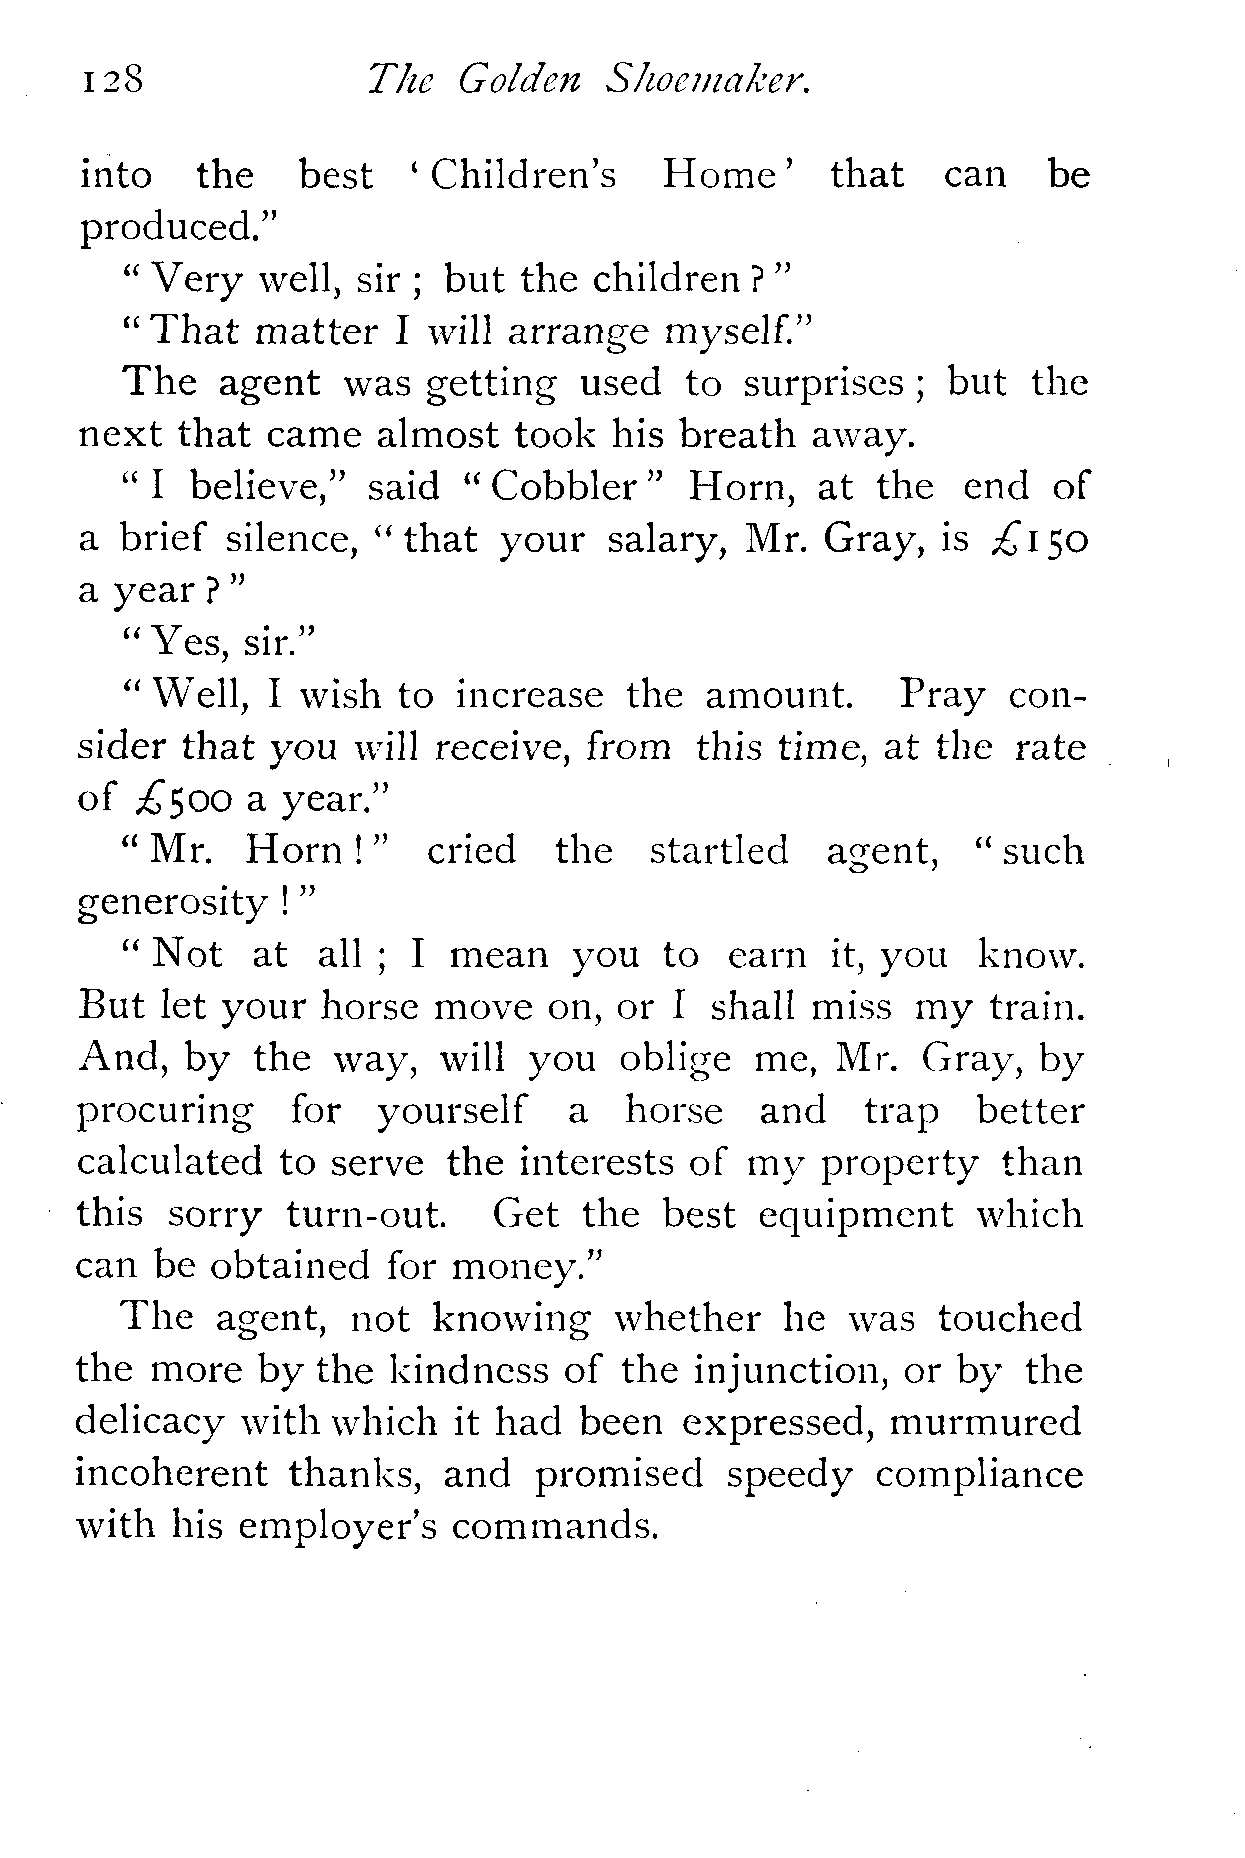 128 The Golden Shoemaker.
into the best ‘ Children’s Home ’ that can be
produced.”
“ Very well, sir ; but the children ? ”
“ That matter I will arrange myself.”
The agent was getting used to surprises ; but the
next that came almost took his breath away.
“ I believe,” said “ Cobbler ” Horn, at the end of
a brief silence, “ that your salary, Mr. Gray, is £150
a year ? ”
“ Yes, sir.”
“ Well, I wish to increase the amount. Pray con-
sider that you will receive, from this time, at the rate
of £500 a year.”
“ Mr. Horn ! ” cried the startled agent, “ such
generosity ! ”
“ Not at all ; I mean you to earn it, you know.
But let your horse move on, or I shall miss my train.
And, by the way, will you oblige me, Mr. Gray, by
procuring for yourself a horse and trap better
calculated to serve the interests of my property than
this sorry turn-out. Get the best equipment which
can be obtained for money.”
The agent, not knowing whether he was touched
the more by the kindness of the injunction, or by the
delicacy with which it had been expressed, murmured
incoherent thanks, and promised speedy compliance
with his employer’s commands.